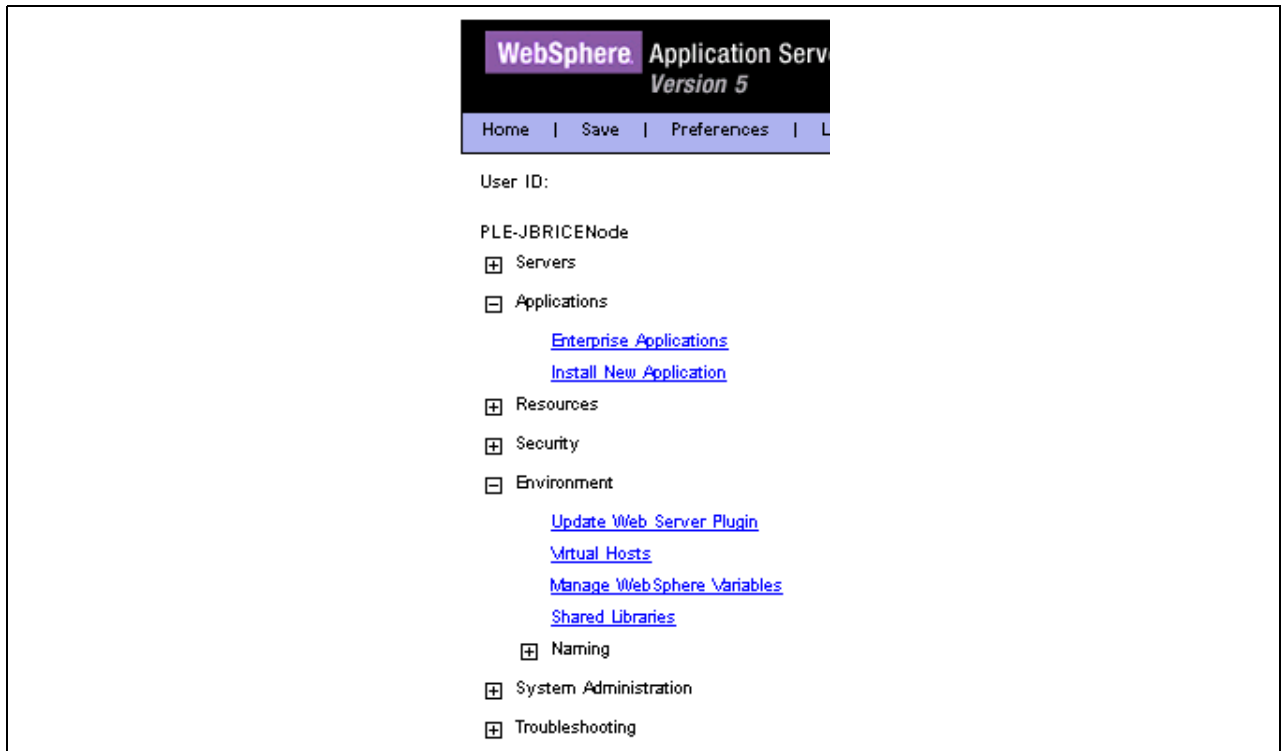 WebSphere. Application Serv
Version 5
Home | Save | Preferences | L
User ID:
PLE-JBRICENode
Servers
Applications
Enterprise Applications
Install New Application
Resources
Security
Environment
Update Web Server Plugin
Virtual Hosts
Manage WebSphere Variables
Shared Libraries
Naming
System Administration
Troubleshooting